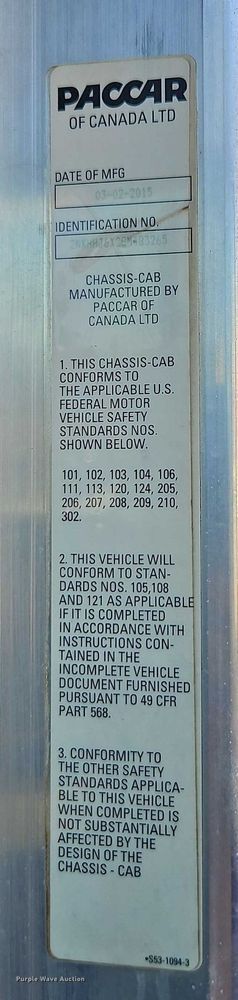 PACCAR
OF CANADA LTD
DATE OF MFG
03-02-2015
IDENTIFICATION NO.
CHASSIS-CAB
MANUFACTURED BY
PACCAR OF
CANADA LTD
1. THIS CHASSIS-CAB
CONFORMS TO
THE APPLICABLE U.S.
FEDERAL MOTOR
VEHICLE SAFETY
STANDARDS NOS.
SHOWN BELOW.
101, 102, 103, 104, 106,
111, 113, 120, 124, 205,
206, 207, 208, 209, 210,
302.
2. THIS VEHICLE WILL
CONFORM TO STAN-
DARDS NOS. 105,108
AND 121 AS APPLICABLE
IF IT IS COMPLETED
IN ACCORDANCE WITH
INSTRUCTIONS CON-
TAINED IN THE
INCOMPLETE VEHICLE
DOCUMENT FURNISHED
PURSUANT TO 49 CFR
PART 568.
3. CONFORMITY TO
THE OTHER SAFETY
STANDARDS APPLICA-
BLE TO THIS VEHICLE
WHEN COMPLETED IS
NOT SUBSTANTIALLY
AFFECTED BY THE
DESIGN OF THE
CHASSIS - CAB
•S53-1094-3
Purple Wave Auction